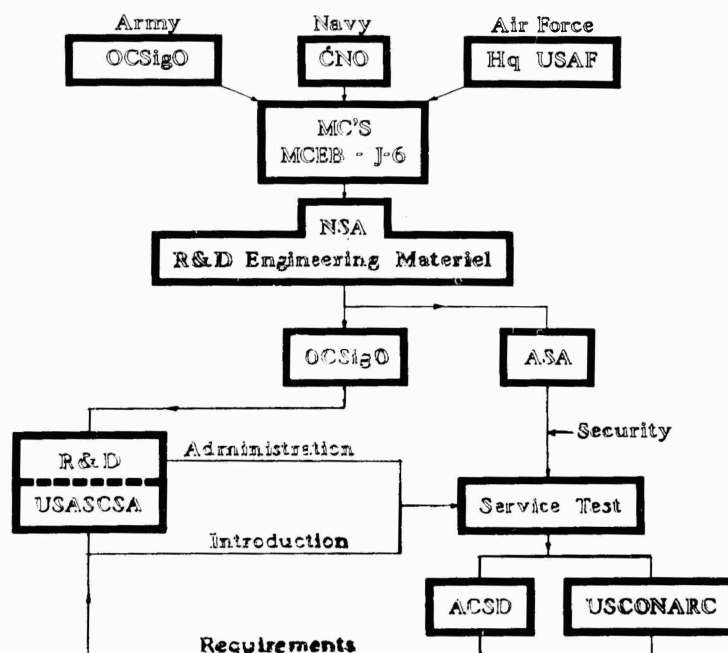 Army
Navy
Air Force
OCSigO
CNO
Hq USAF
MC'S
MCEB - J-6
NSA
R&D Engineering Materiel
OCSigO
ASA
Security
R&D
USASCSA
Administration
Service Test
Introduction
ACSD
USCONARC
Requirements